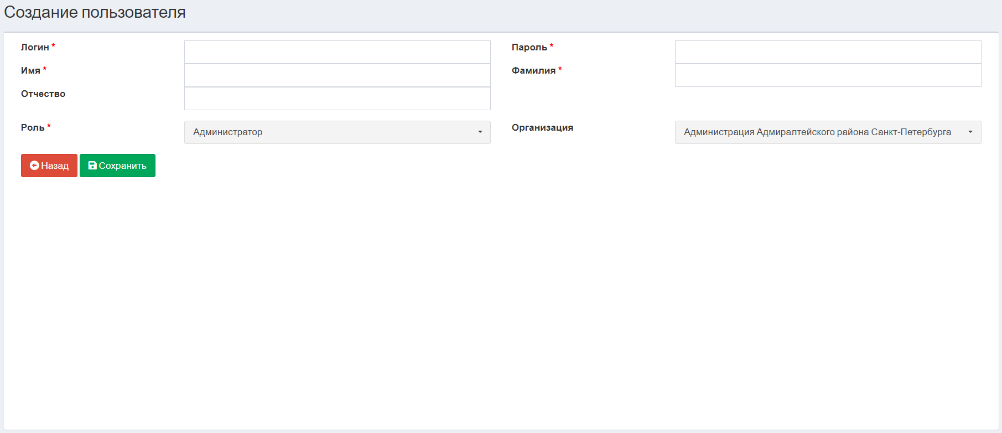 Создание пользователя
Логин *
Пароль *
Имя *
Фамилия *
Отчество
Роль * Администратор
Организация Администрация Адмиралтейского района Санкт-Петербурга
Назад Сохранить